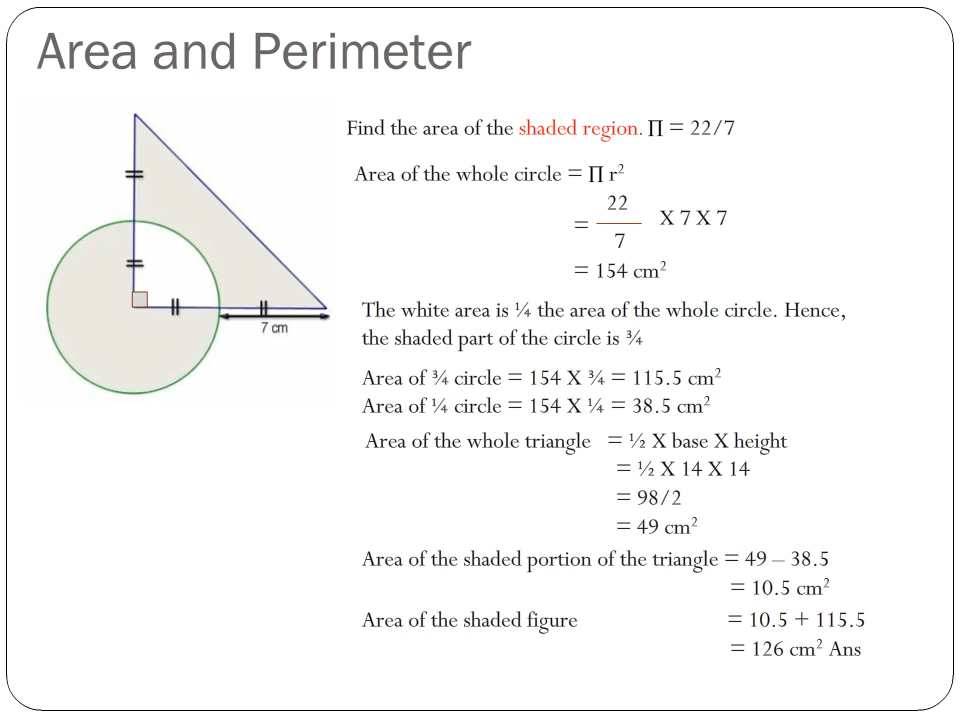 Area and Perimeter
Find the area of the shaded region. ∏ = 22/7
Area of the whole circle = ∏ r²
= 22/7 X 7 X 7
= 154 cm²
7 cm
The white area is ¼ the area of the whole circle. Hence,
the shaded part of the circle is ¾
Area of ¾ circle = 154 X ¾ = 115.5 cm²
Area of ¼ circle = 154 X ¼ = 38.5 cm²
Area of the whole triangle = ½ X base X height
= ½ X 14 X 14
= 98/2
= 49 cm²
Area of the shaded portion of the triangle = 49 – 38.5
= 10.5 cm²
Area of the shaded figure = 10.5 + 115.5
= 126 cm² Ans